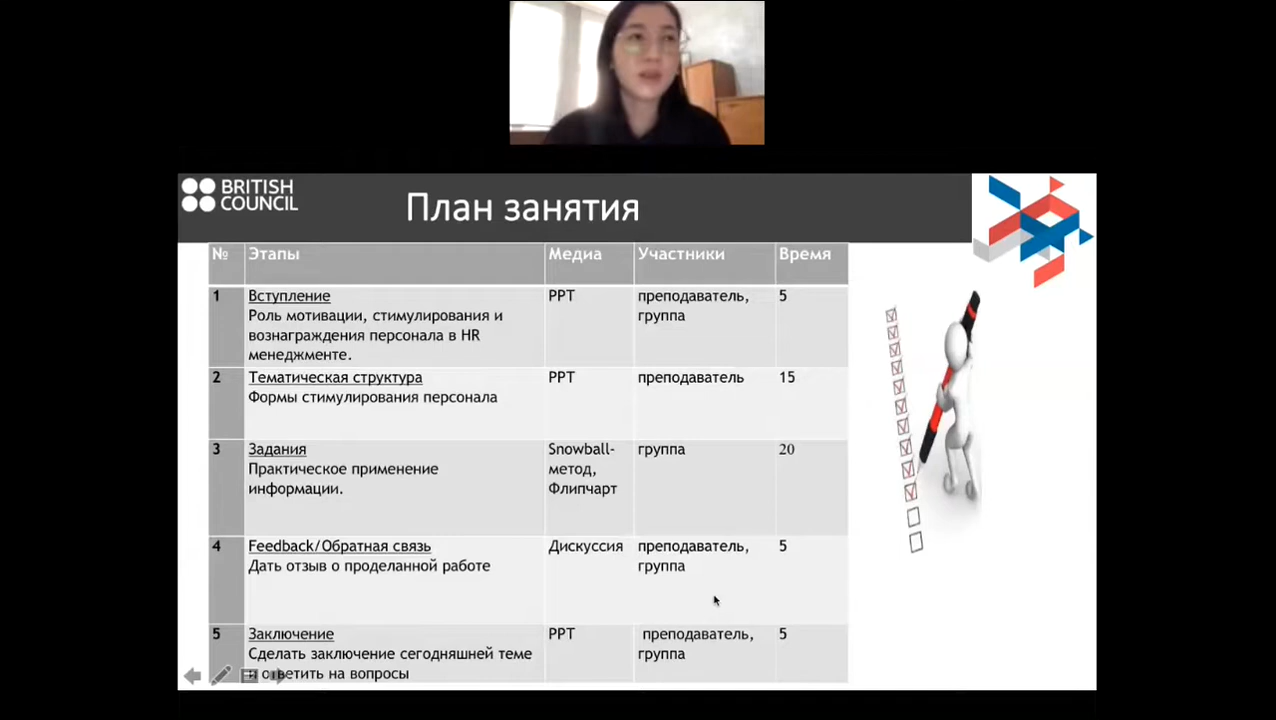 BRITISH
COUNCIL
План занятия
№ Этапы Медиа Участники Время
1 Вступление PPT преподаватель, 5
Роль мотивации, стимулирования и группа
вознаграждения персонала в HR
менеджменте.
2 Тематическая структура PPT преподаватель 15
Формы стимулирования персонала
3 Задания Snowball- группа 20
Практическое применение метод,
информации. Флипчарт
4 Feedback/Обратная связь Дискуссия преподаватель, 5
Дать отзыв о проделанной работе группа
5 Заключение PPT преподаватель, 5
Сделать заключение сегодняшней теме группа
и ответить на вопросы